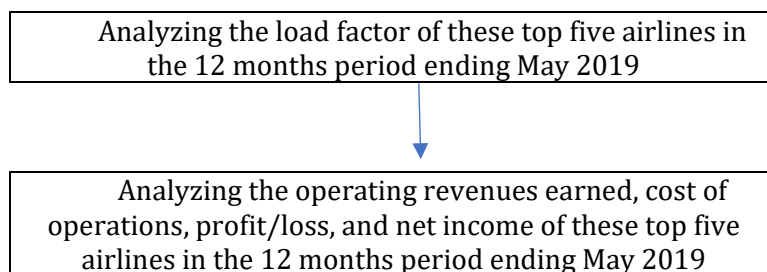 Analyzing the load factor of these top five airlines in
the 12 months period ending May 2019
Analyzing the operating revenues earned, cost of
operations, profit/loss, and net income of these top five
airlines in the 12 months period ending May 2019